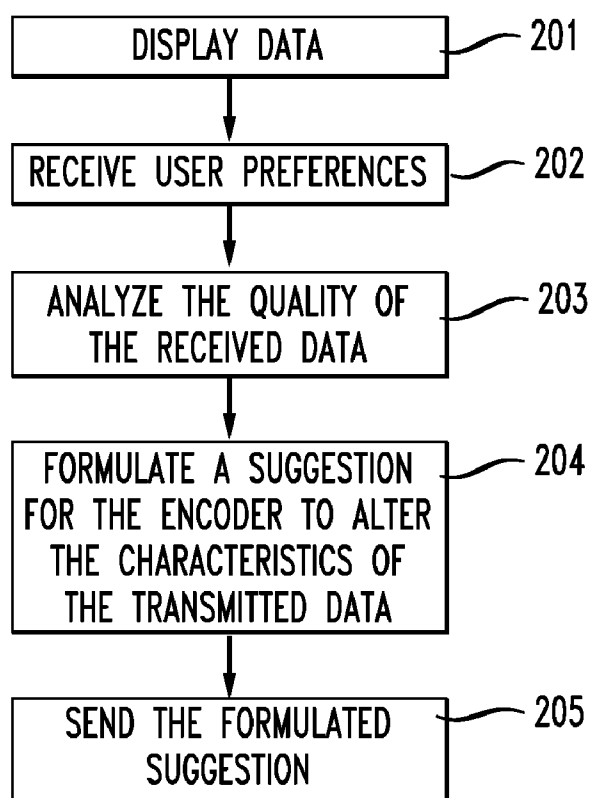 DISPLAY DATA
201
RECEIVE USER PREFERENCES
202
ANALYZE THE QUALITY OF
THE RECEIVED DATA
203
FORMULATE A SUGGESTION
FOR THE ENCODER TO ALTER
THE CHARACTERISTICS OF
THE TRANSMITTED DATA
204
SEND THE FORMULATED
SUGGESTION
205